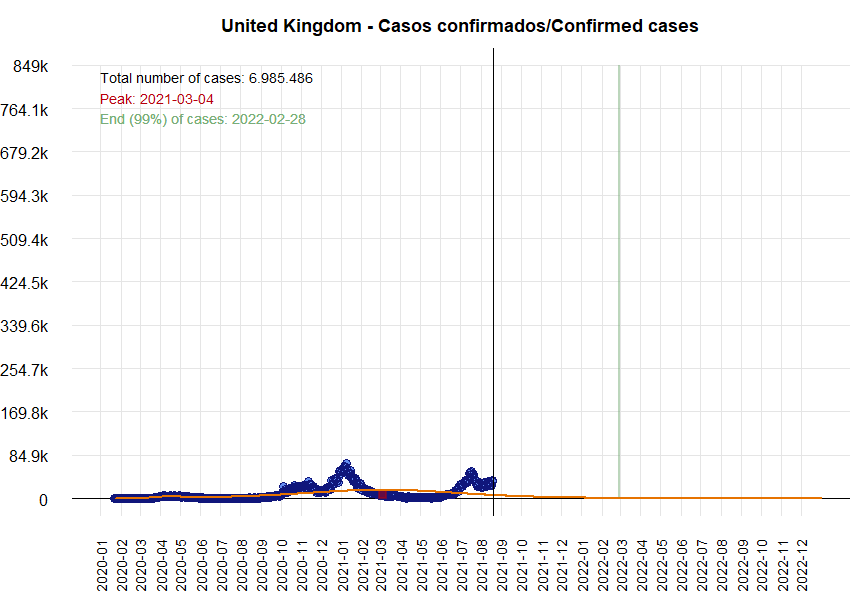 United Kingdom - Casos confirmados/Confirmed cases
849k
Total number of cases: 6.985.486
Peak: 2021-03-04
764.1k
End (99%) of cases: 2022-02-28
679.2k
594.3k
509.4k
424.5k
339.6k
254.7k
169.8k
84.9k
0
2020-01
2020-02
2020-03
2020-04
2020-05
2020-06
2020-07
2020-08
2020-09
2020-10
2020-11
2020-12
2021-01
2021-02
2021-03
2021-04
2021-05
2021-06
2021-07
2021-08
2021-09
2021-10
2021-11
2021-12
2022-01
2022-02
2022-03
2022-04
2022-05
2022-06
2022-07
2022-08
2022-09
2022-10
2022-11
2022-12